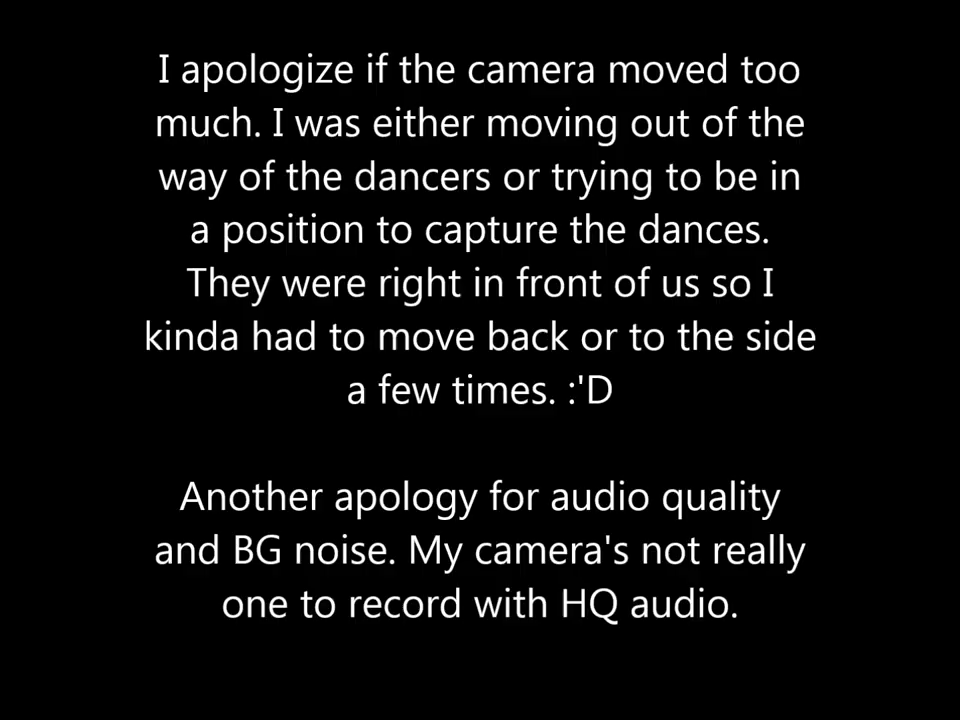 I apologize if the camera moved too
much. I was either moving out of the
way of the dancers or trying to be in
a position to capture the dances.
They were right in front of us so I
kinda had to move back or to the side
a few times. :'D
Another apology for audio quality
and BG noise. My camera's not really
one to record with HQ audio.